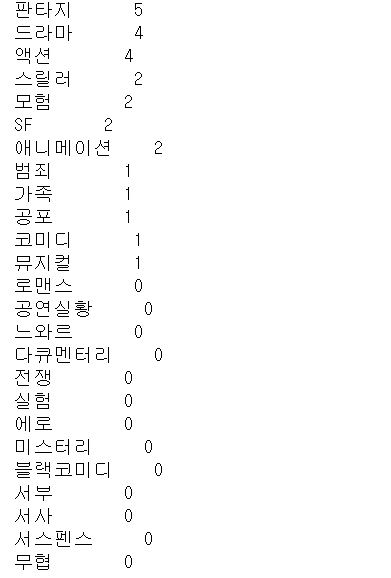 판타지 5
드라마 4
액션 4
스릴러 2
모험 2
SF 2
애니메이션 2
범죄 1
가족 1
공포 1
코미디 1
뮤지컬 1
로맨스 0
공연실황 0
느와르 0
다큐멘터리 0
전쟁 0
실험 0
에로 0
미스터리 0
블랙코미디 0
서부 0
서사 0
서스펜스 0
무협 0